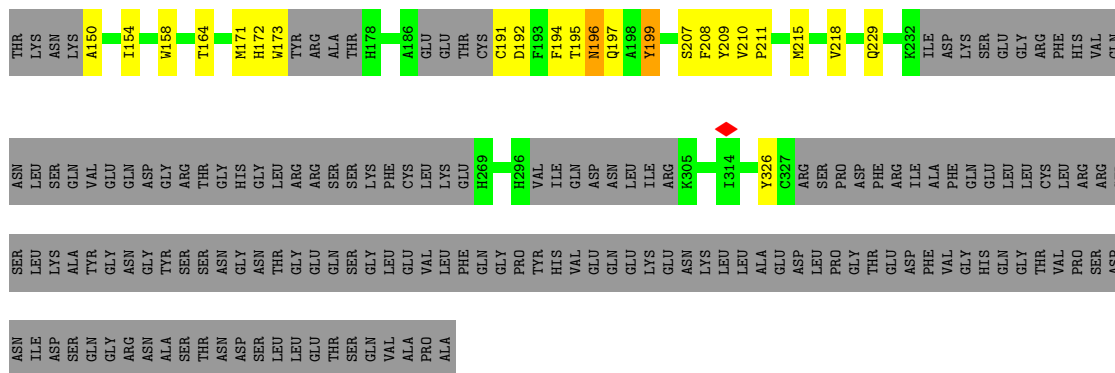 THR LYS ASN LYS A150 I154 W158 T164 M171 H172 W173 TYR ARG ALA THR H178 A186 GLU GLU THR CYS C191 D192 F193 F194 T195 N196 Q197 A198 Y199 S207 F208 Y209 V210 P211 M215 V218 Q229 K232 ILE ASP LYS SER GLU GLY ARG PHE HIS VAL GLN
ASN LEU SER GLN VAL GLU GLN ASP GLY ARG THR GLY HIS GLY LEU ARG ARG SER SER LYS PHE CYS LEU LYS GLU H269 H296 VAL ILE GLN ASP ASN LEU ILE ARG K305 I314 Y326 C327 ARG SER PRO ASP PHE ARG ILE ALA PHE GLN GLU LEU LEU CYS LEU ARG ARG
SER LEU LYS ALA TYR GLY ASN GLY TYR SER SER ASN GLY ASN THR GLY GLU GLN SER GLY LEU GLU VAL LEU PHE GLN GLY PRO TYR HIS VAL GLU GLN GLU LYS GLU ASN LYS LEU LEU ALA GLU ASP LEU PRO GLY THR GLU ASP PHE VAL GLY HIS GLN GLY THR VAL PRO SER ASP
ASN ILE ASP SER GLN GLY ARG ASN ALA SER THR ASN ASP SER LEU LEU GLU THR SER GLN VAL ALA PRO ALA